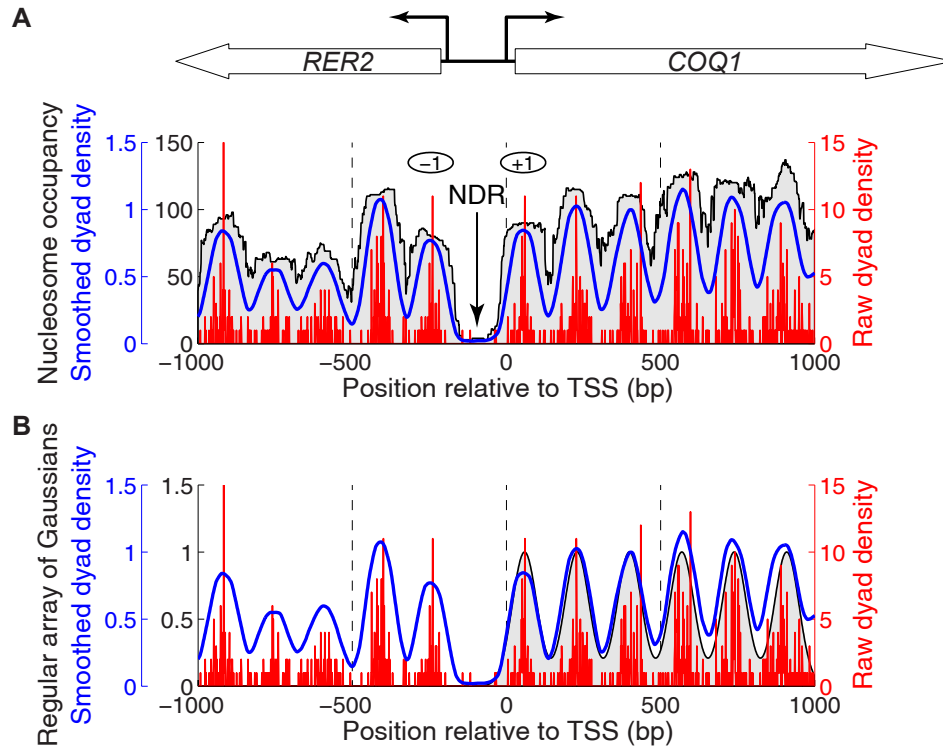 A
RER2
COQ1
Nucleosome occupancy
Smoothed dyad density
Raw dyad density
1.5
1
0.5
0
150
100
50
0
−1
+1
NDR
15
10
5
0
−1000
−500
0
500
1000
Position relative to TSS (bp)
B
Regular array of Gaussians
Smoothed dyad density
Raw dyad density
1.5
1
0.5
0
1.5
1
0.5
0
15
10
5
0
−1000
−500
0
500
1000
Position relative to TSS (bp)